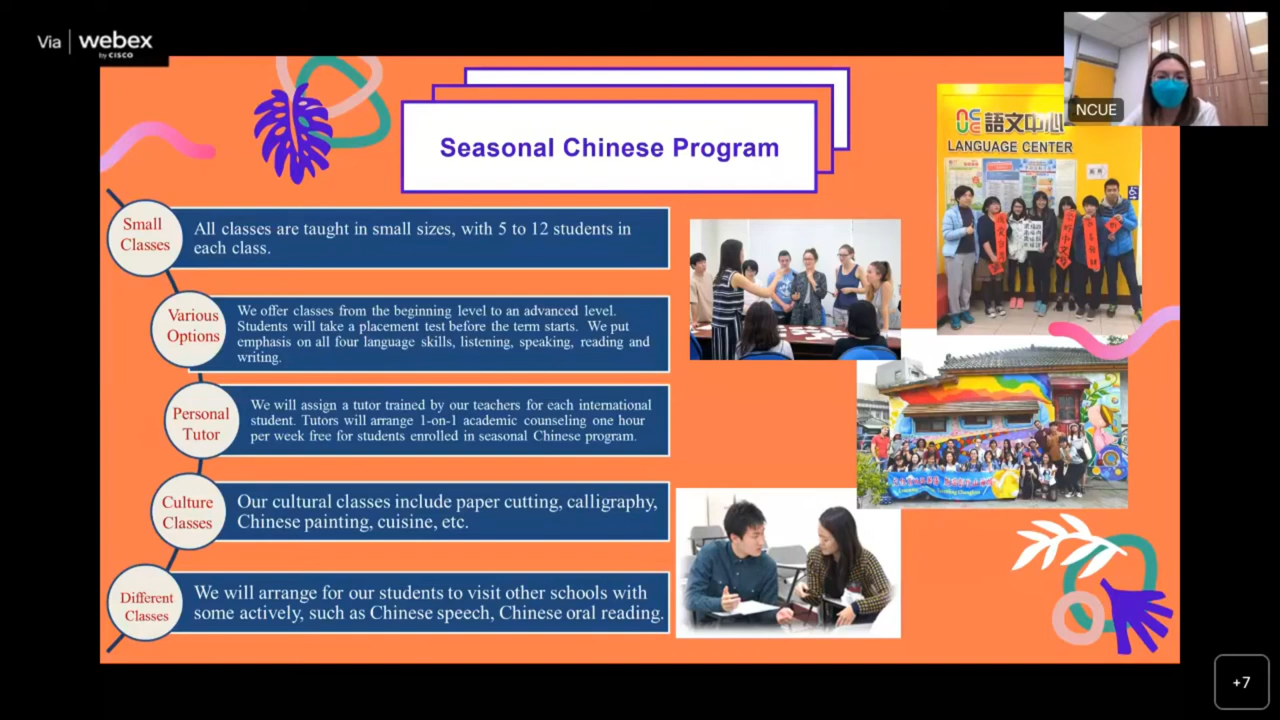 Via webex
by CISCO
NCUE
Seasonal Chinese Program
Small
Classes
All classes are taught in small sizes, with 5 to 12 students in
each class.
Various
Options
We offer classes from the beginning level to an advanced level.
Students will take a placement test before the term starts. We put
emphasis on all four language skills, listening, speaking, reading and
writing.
Personal
Tutor
We will assign a tutor trained by our teachers for each international
student. Tutors will arrange 1-on-1 academic counseling one hour
per week free for students enrolled in seasonal Chinese program.
Culture
Classes
Our cultural classes include paper cutting, calligraphy,
Chinese painting, cuisine, etc.
Different
Classes
We will arrange for our students to visit other schools with
some actively, such as Chinese speech, Chinese oral reading.
語文中心
LANGUAGE CENTER
+7